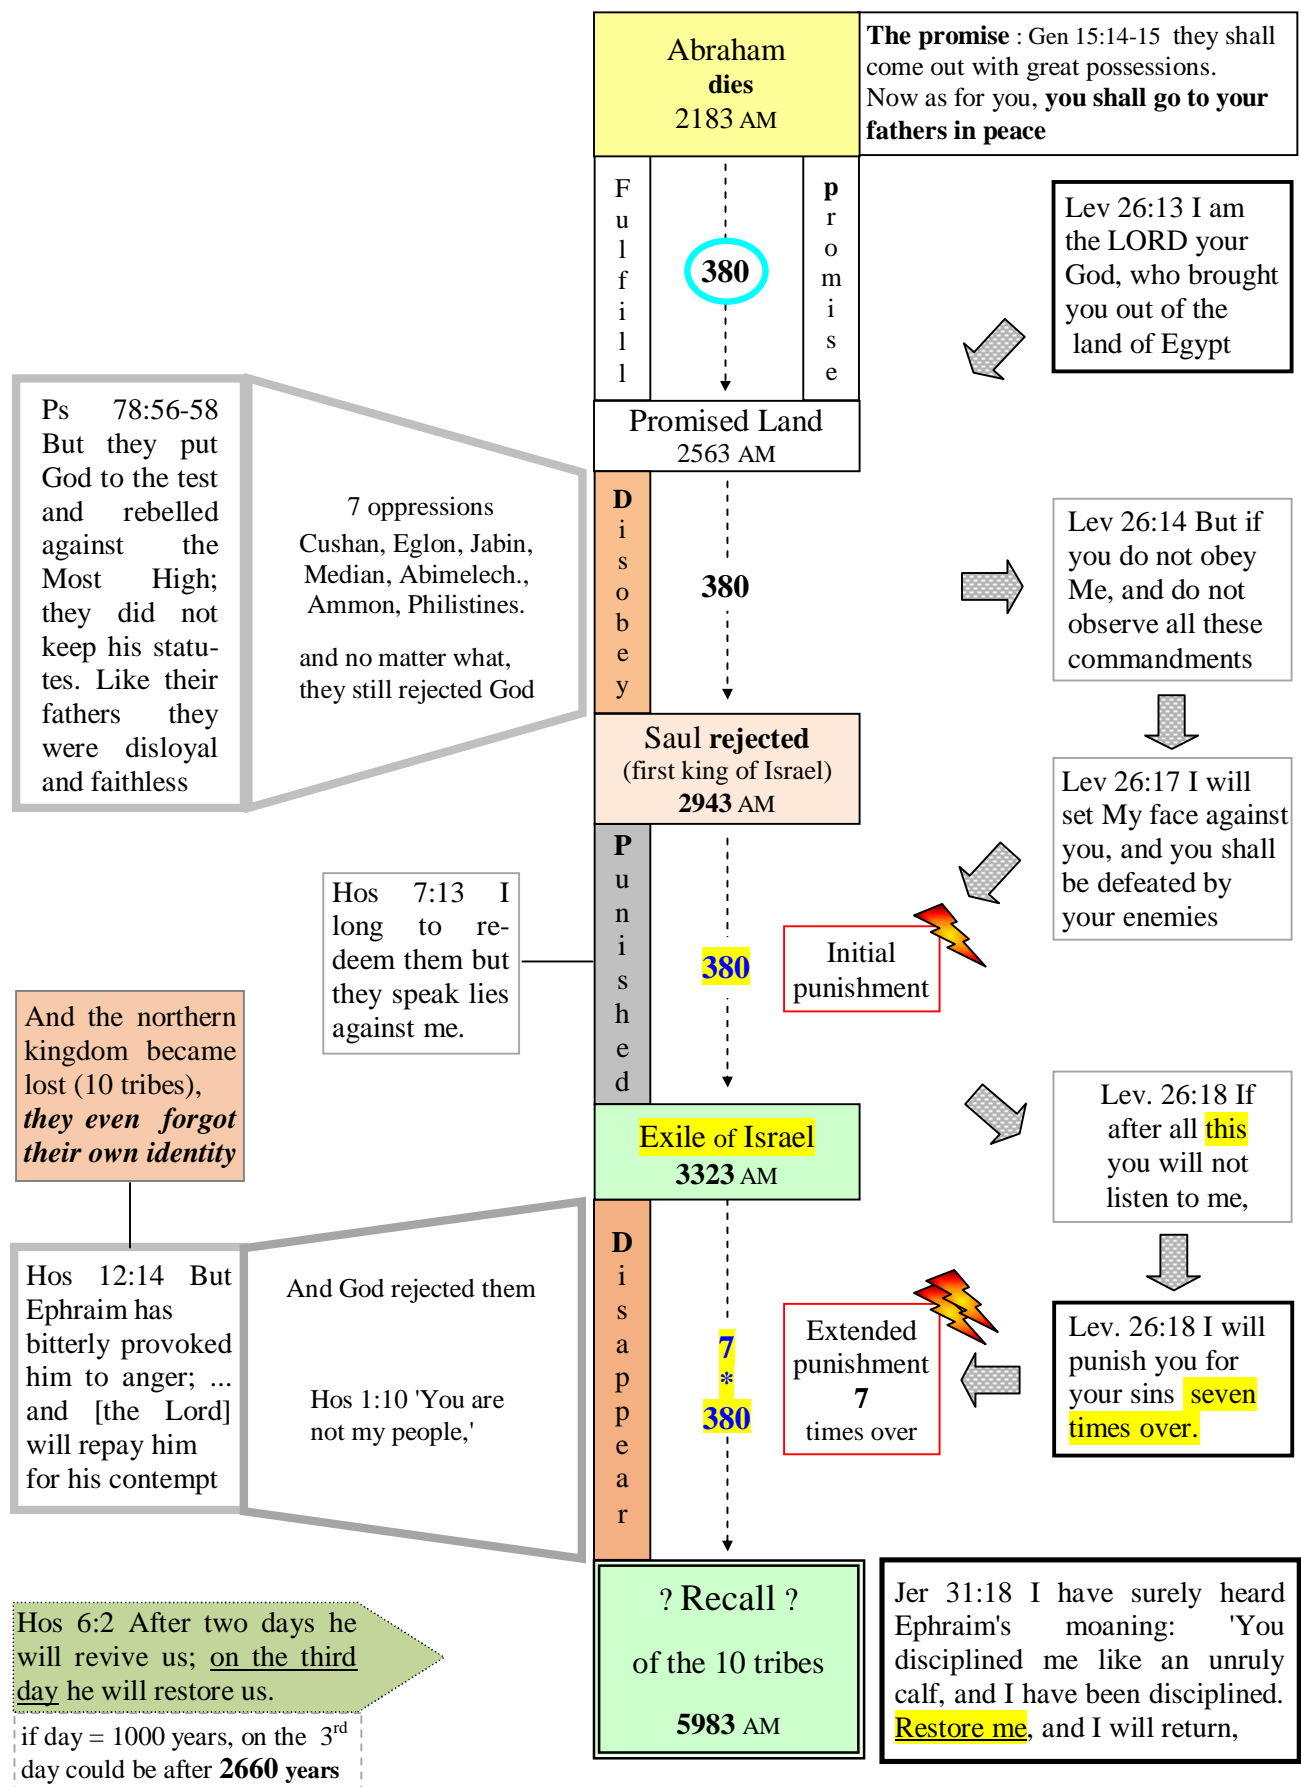 Abraham
dies
2183 AM
The promise : Gen 15:14-15 they shall
come out with great possessions.
Now as for you, you shall go to your
fathers in peace
Fulfill
380
promise
Lev 26:13 I am
the LORD your
God, who brought
you out of the
land of Egypt
Promised Land
2563 AM
Ps 78:56-58
But they put
God to the test
and rebelled
against the
Most High;
they did not
keep his statu-
tes. Like their
fathers they
were disloyal
and faithless
7 oppressions
Cushan, Eglon, Jabin,
Median, Abimelech.,
Ammon, Philistines.
and no matter what,
they still rejected God
Disobey
380
Lev 26:14 But if
you do not obey
Me, and do not
observe all these
commandments
Saul rejected
(first king of Israel)
2943 AM
Lev 26:17 I will
set My face against
you, and you shall
be defeated by
your enemies
Hos 7:13 I
long to re-
deem them but
they speak lies
against me.
Punished
380
Initial
punishment
And the northern
kingdom became
lost (10 tribes),
they even forgot
their own identity
Exile of Israel
3323 AM
Lev. 26:18 If
after all this
you will not
listen to me,
Hos 12:14 But
Ephraim has
bitterly provoked
him to anger; ...
and [the Lord]
will repay him
for his contempt
And God rejected them
Hos 1:10 'You are
not my people,'
Disappear
7
*
380
Extended
punishment
7
times over
Lev. 26:18 I will
punish you for
your sins seven
times over.
? Recall ?
of the 10 tribes
5983 AM
Jer 31:18 I have surely heard
Ephraim's moaning: 'You
disciplined me like an unruly
calf, and I have been disciplined.
Restore me, and I will return,
Hos 6:2 After two days he
will revive us; on the third
day he will restore us.
if day = 1000 years, on the 3rd
day could be after 2660 years